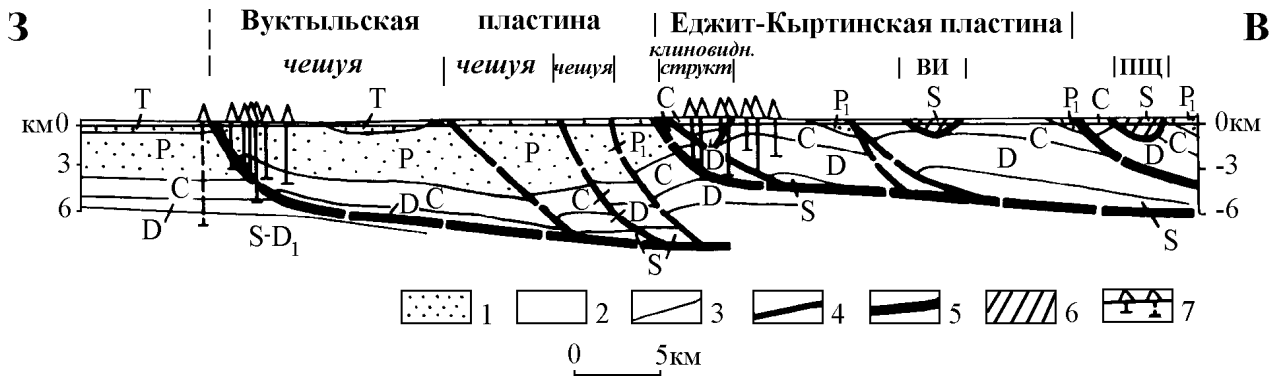 З Вуктыльская пластина Еджит-Кыртинская пластина В
чешуя чешуя чешуя клиновидн. структ ВИ ПЩ
Т Т С P1 S P1 С S P1
км 0 0км
P P P1 D С D С D С
3 -3
С С С D D S
6 D С D -6
D S-D1 S S
1 2 3 4 5 6 7
0 5км